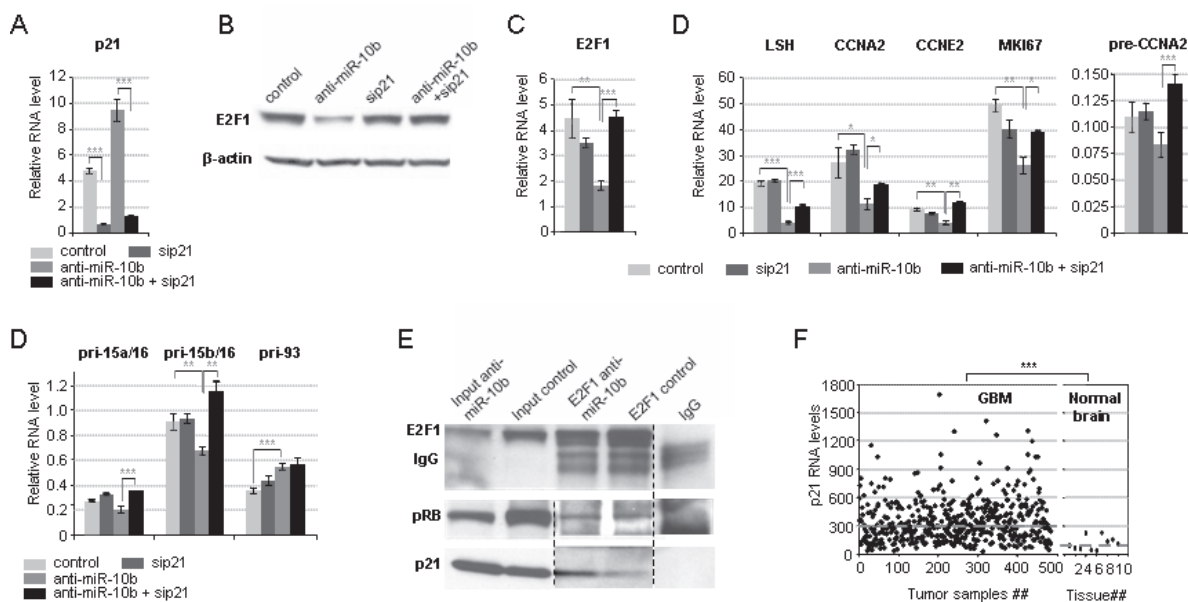 A
p21
Relative RNA level
12
10
8
6
4
2
0
***
***
control
sip21
anti-miR-10b
anti-miR-10b + sip21
B
control
anti-miR-10b
sip21
anti-miR-10b
+sip21
E2F1
β-actin
C
E2F1
Relative RNA level
6
5
4
3
2
1
0
**
***
D
LSH
CCNA2
CCNE2
MKI67
pre-CCNA2
Relative RNA level
60
50
40
30
20
10
0
***
***
*
*
**
**
**
*
0.175
0.150
0.125
0.100
0.075
0.050
0.025
0.000
***
control
sip21
anti-miR-10b
anti-miR-10b + sip21
D
pri-15a/16
pri-15b/16
pri-93
Relative RNA level
1.2
1.0
0.8
0.6
0.4
0.2
0
***
**
**
***
control
sip21
anti-miR-10b
anti-miR-10b + sip21
E
Input anti-
miR-10b
Input control
E2F1 anti-
miR-10b
E2F1 control
IgG
E2F1
IgG
pRB
p21
F
***
GBM
Normal
brain
p21 RNA levels
1800
1500
1200
900
600
300
0
0 100 200 300 400 500
2 4 6 8 10
Tumor samples ##
Tissue##